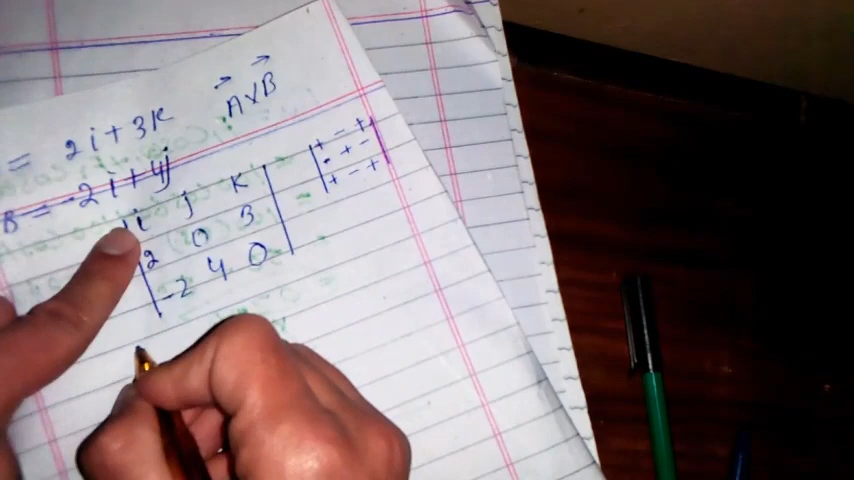 = 2i+3k
A×B
B = -2i+4j
i j k
2 0 3
-2 4 0
+ - +
- + -
+ - +